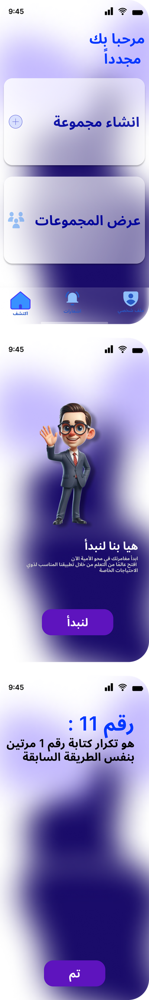 9:45
مرحبا بك
مجدداً
انشاء مجموعة
عرض المجموعات
اكتشف
ملف شخصي
9:45
هيا بنا لنبدأ
ابدأ مغامرتك في محو الأمية الآن
افتح عالمًا من التعلم من خلال تطبيقنا المناسب لذوي
الاحتياجات الخاصة
لنبدأ
9:45
رقم 11 :
هو تكرار كتابة رقم 1 مرتين
بنفس الطريقة السابقة
تم